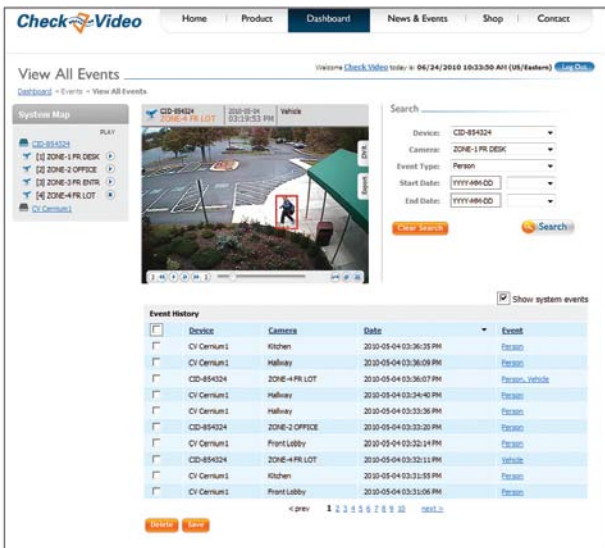 Check Video
Home Product Dashboard News & Events Shop Contact
Welcome Check Video today is 06/24/2010 10:33:50 AM (US/Eastern) Log Out
View All Events
Dashboard - Events - View All Events
System Map
PLAY
CID-854324
[1] ZONE-1 FR DESK
[2] ZONE-2 OFFICE
[3] ZONE-3 FR ENTR
[4] ZONE-4 FR LOT
CV Cernium1
CID-854324
ZONE-4 FR LOT
2010-05-04
03:19:53 PM
Vehicle
Export
Search
Device: CID-854324
Camera: ZONE-1 FR DESK
Event Type: Person
Start Date: YYYY-MM-DD
End Date: YYYY-MM-DD
Clear Search Search
Show system events
Event History
Device Camera Date Event
CV Cernium1 Kitchen 2010-05-04 03:36:35 PM Person
CV Cernium1 Hallway 2010-05-04 03:36:09 PM Person
CID-854324 ZONE-4 FR LOT 2010-05-04 03:36:07 PM Person, Vehicle
CV Cernium1 Hallway 2010-05-04 03:34:40 PM Person
CV Cernium1 Hallway 2010-05-04 03:33:36 PM Person
CID-854324 ZONE-2 OFFICE 2010-05-04 03:33:20 PM Person
CV Cernium1 Front Lobby 2010-05-04 03:32:14 PM Person
CID-854324 ZONE-4 FR LOT 2010-05-04 03:32:11 PM Vehicle
CV Cernium1 Kitchen 2010-05-04 03:31:55 PM Person
CV Cernium1 Front Lobby 2010-05-04 03:31:06 PM Person
< prev 1 2 3 4 5 6 7 8 9 10 next >
Delete Save